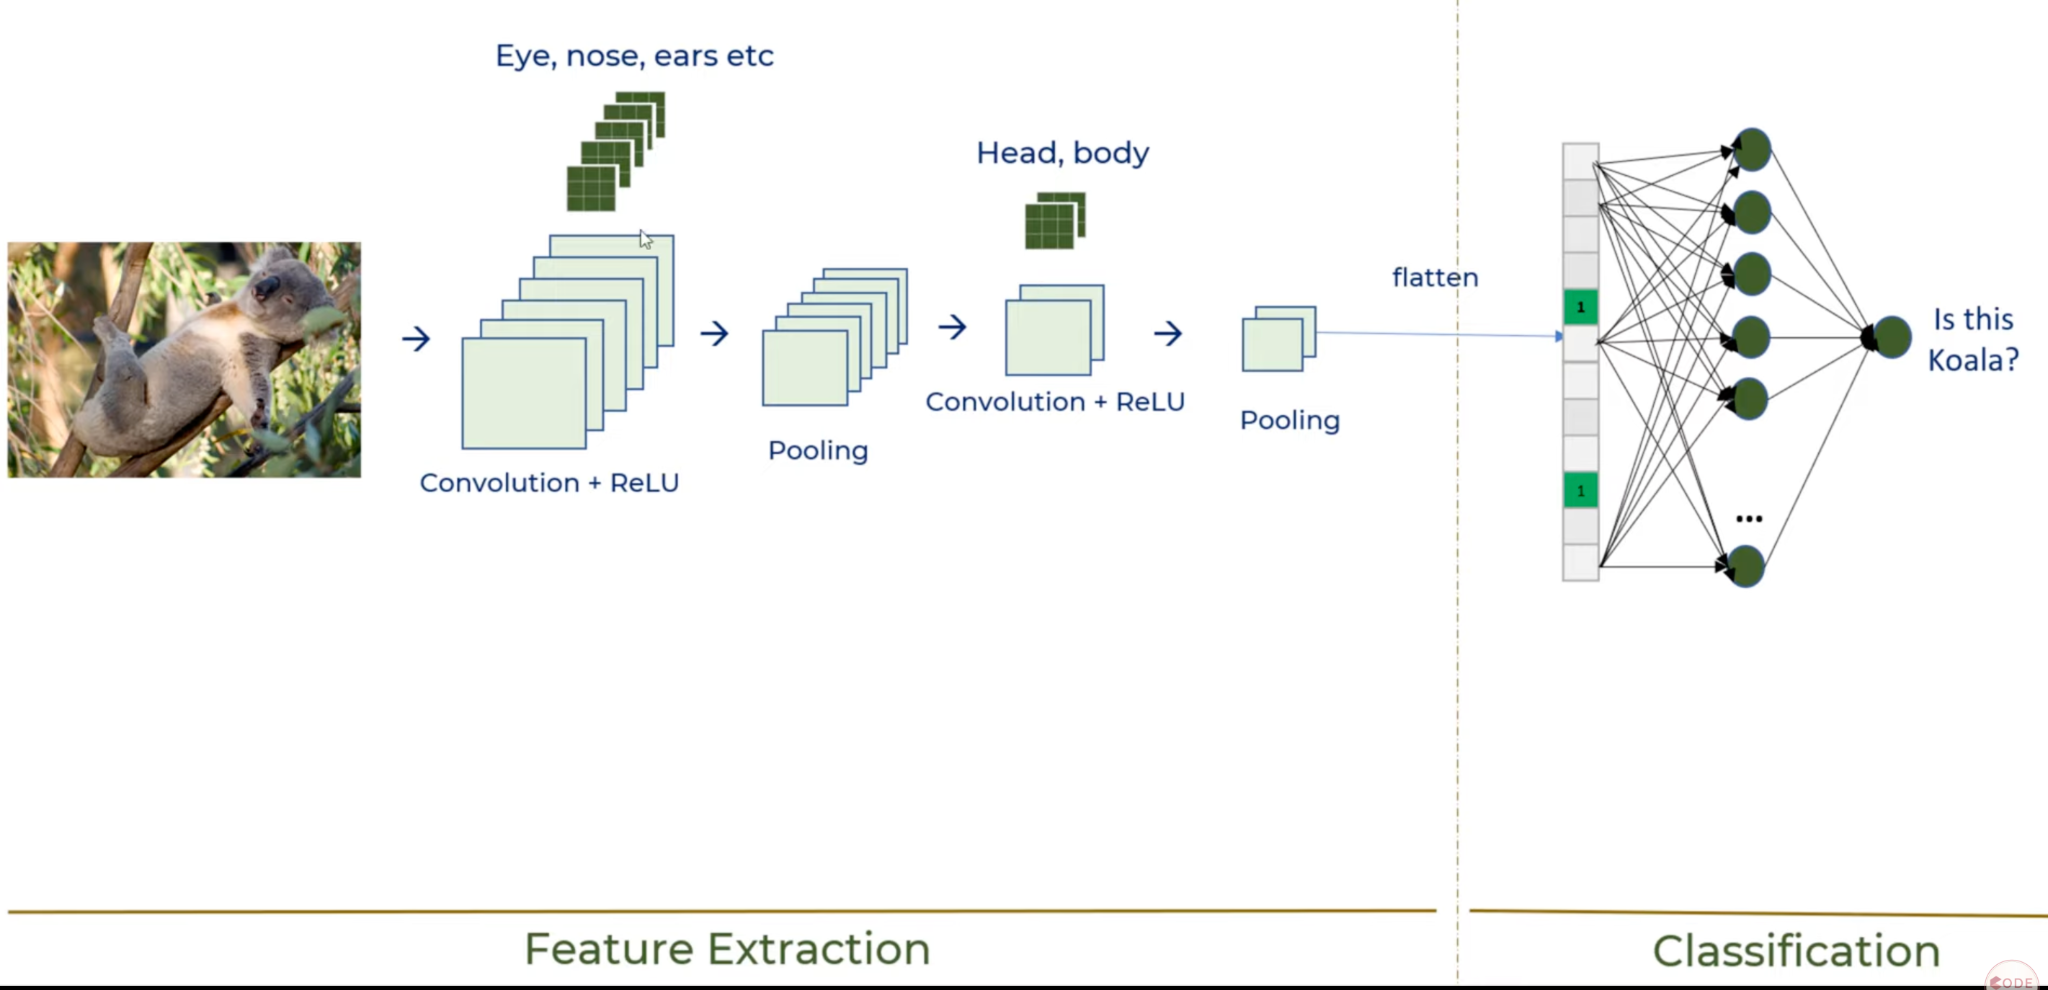 Eye, nose, ears etc
Head, body
flatten
1
Is this
Koala?
Convolution + ReLU
Pooling
Convolution + ReLU
Pooling
1
...
Feature Extraction
Classification
CODE